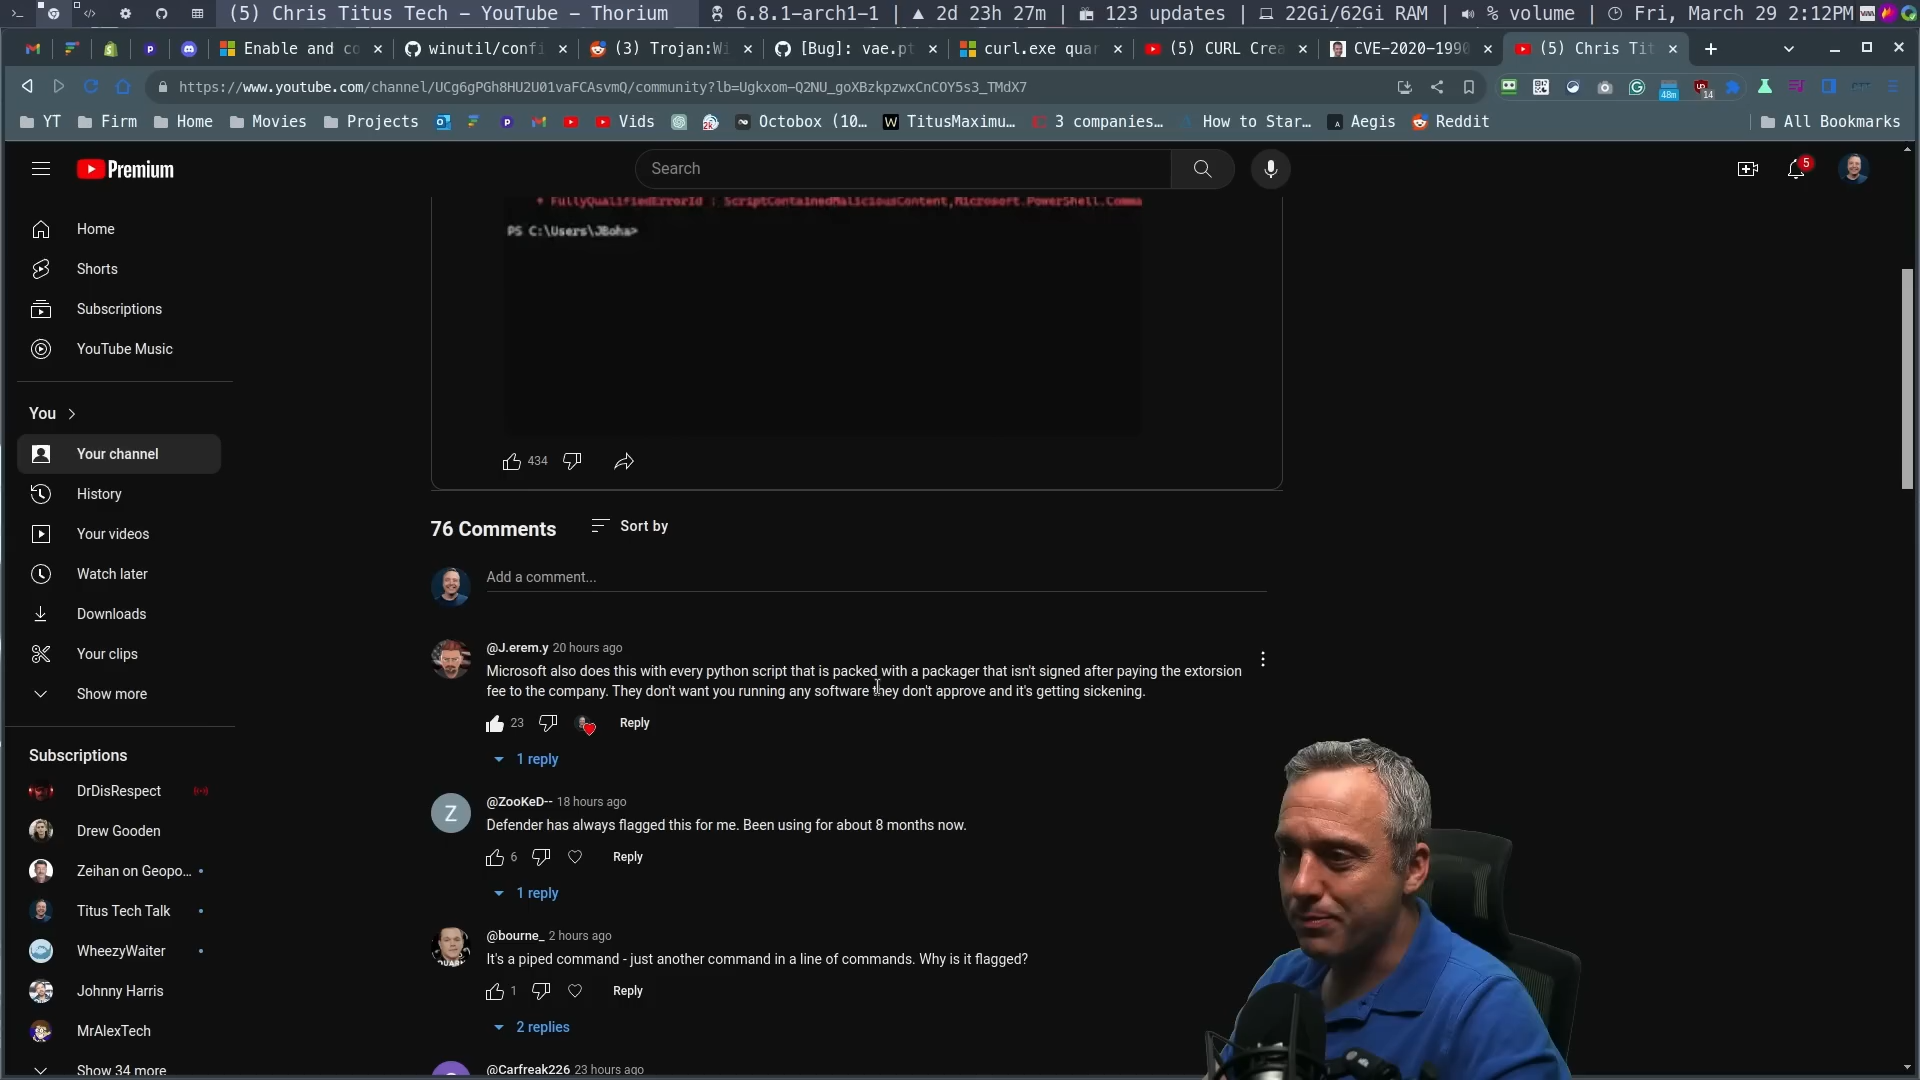 (5) Chris Titus Tech – YouTube – Thorium
6.8.1-arch1-1 | 2d 23h 27m | 123 updates | 22Gi/62Gi RAM | % volume | Fri, March 29 2:12PM
Enable and co
winutil/confi
(3) Trojan:Wi
[Bug]: vae.pt
curl.exe quar
(5) CURL Crea
CVE-2020-1990
(5) Chris Tit
https://www.youtube.com/channel/UCg6gPGh8HU2U01vaFCAsvmQ/community?lb=Ugkxom-Q2NU_goXBzkpzwxCnCOY5s3_TMdX7
48m
14
YT
Firm
Home
Movies
Projects
Vids
Octobox (10…
TitusMaximu…
3 companies…
How to Star…
Aegis
Reddit
All Bookmarks
Premium
Search
5
Home
Shorts
Subscriptions
YouTube Music
You
Your channel
History
Your videos
Watch later
Downloads
Your clips
Show more
Subscriptions
DrDisRespect
Drew Gooden
Zeihan on Geopo…
Titus Tech Talk
WheezyWaiter
Johnny Harris
MrAlexTech
Show 34 more
+ FullyQualifiedErrorId : ScriptContainedMaliciousContent,Microsoft.PowerShell.Comma
PS C:\Users\JBoha>
434
76 Comments
Sort by
Add a comment...
@J.erem.y 20 hours ago
Microsoft also does this with every python script that is packed with a packager that isn't signed after paying the extorsion
fee to the company. They don't want you running any software they don't approve and it's getting sickening.
23
Reply
1 reply
Z
@ZooKeD-- 18 hours ago
Defender has always flagged this for me. Been using for about 8 months now.
6
Reply
1 reply
@bourne_ 2 hours ago
It's a piped command - just another command in a line of commands. Why is it flagged?
1
Reply
2 replies
@Carfreak226 23 hours ago